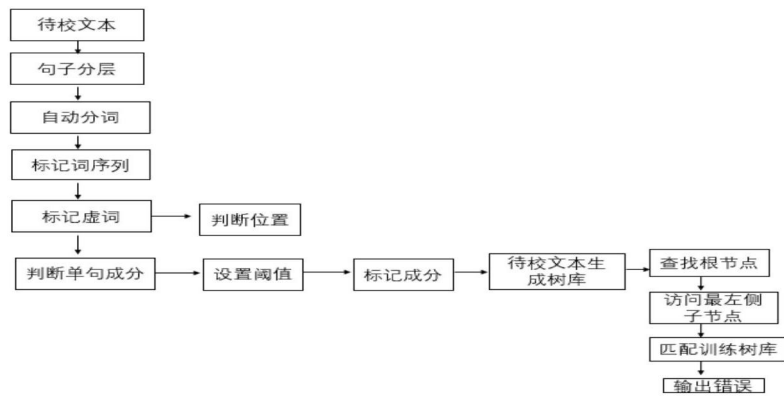 待校文本
句子分层
自动分词
标记词序列
标记虚词
判断位置
判断单句成分
设置阈值
标记成分
待校文本生
成树库
查找根节点
访问最左侧
子节点
匹配训练树库
输出错误